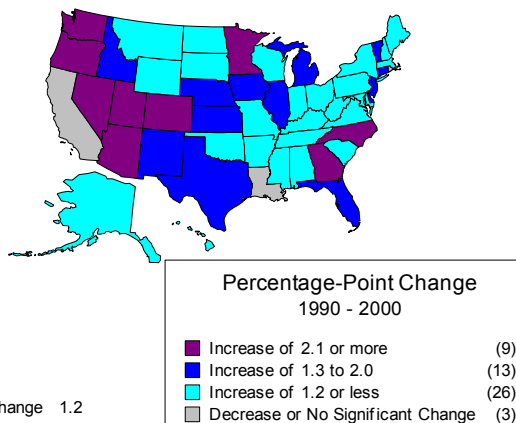 Percentage-Point Change
1990 - 2000
Increase of 2.1 or more (9)
Increase of 1.3 to 2.0 (13)
Increase of 1.2 or less (26)
Decrease or No Significant Change (3)
hange 1.2